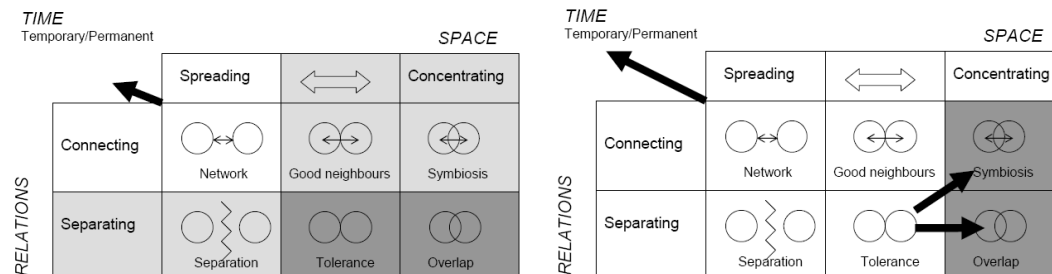 TIME
Temporary/Permanent
SPACE
Spreading
Concentrating
Connecting
Network
Good neighbours
Symbiosis
RELATIONS
Separating
Separation
Tolerance
Overlap
TIME
Temporary/Permanent
SPACE
Spreading
Concentrating
Connecting
Network
Good neighbours
Symbiosis
RELATIONS
Separating
Separation
Tolerance
Overlap